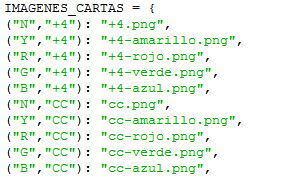 IMAGENES_CARTAS = {
("N","+4"): "+4.png",
("Y","+4"): "+4-amarillo.png",
("R","+4"): "+4-rojo.png",
("G","+4"): "+4-verde.png",
("B","+4"): "+4-azul.png",
("N","CC"): "cc.png",
("Y","CC"): "cc-amarillo.png",
("R","CC"): "cc-rojo.png",
("G","CC"): "cc-verde.png",
("B","CC"): "cc-azul.png",